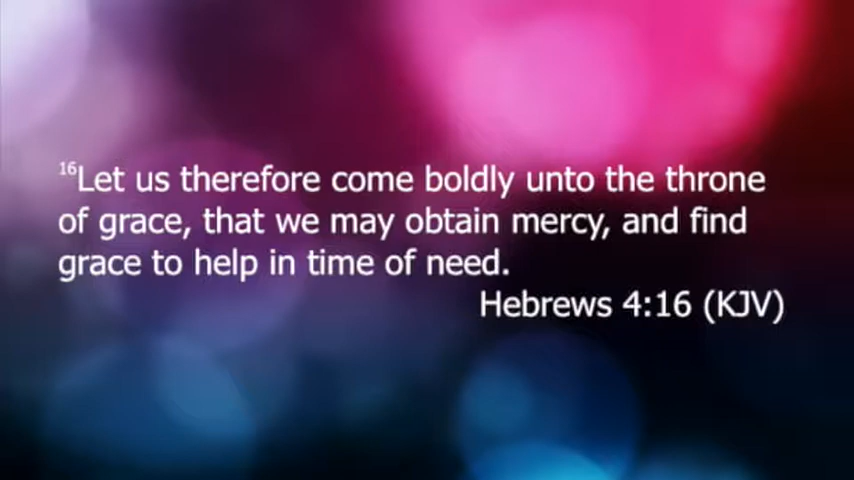 16Let us therefore come boldly unto the throne
of grace, that we may obtain mercy, and find
grace to help in time of need.
Hebrews 4:16 (KJV)